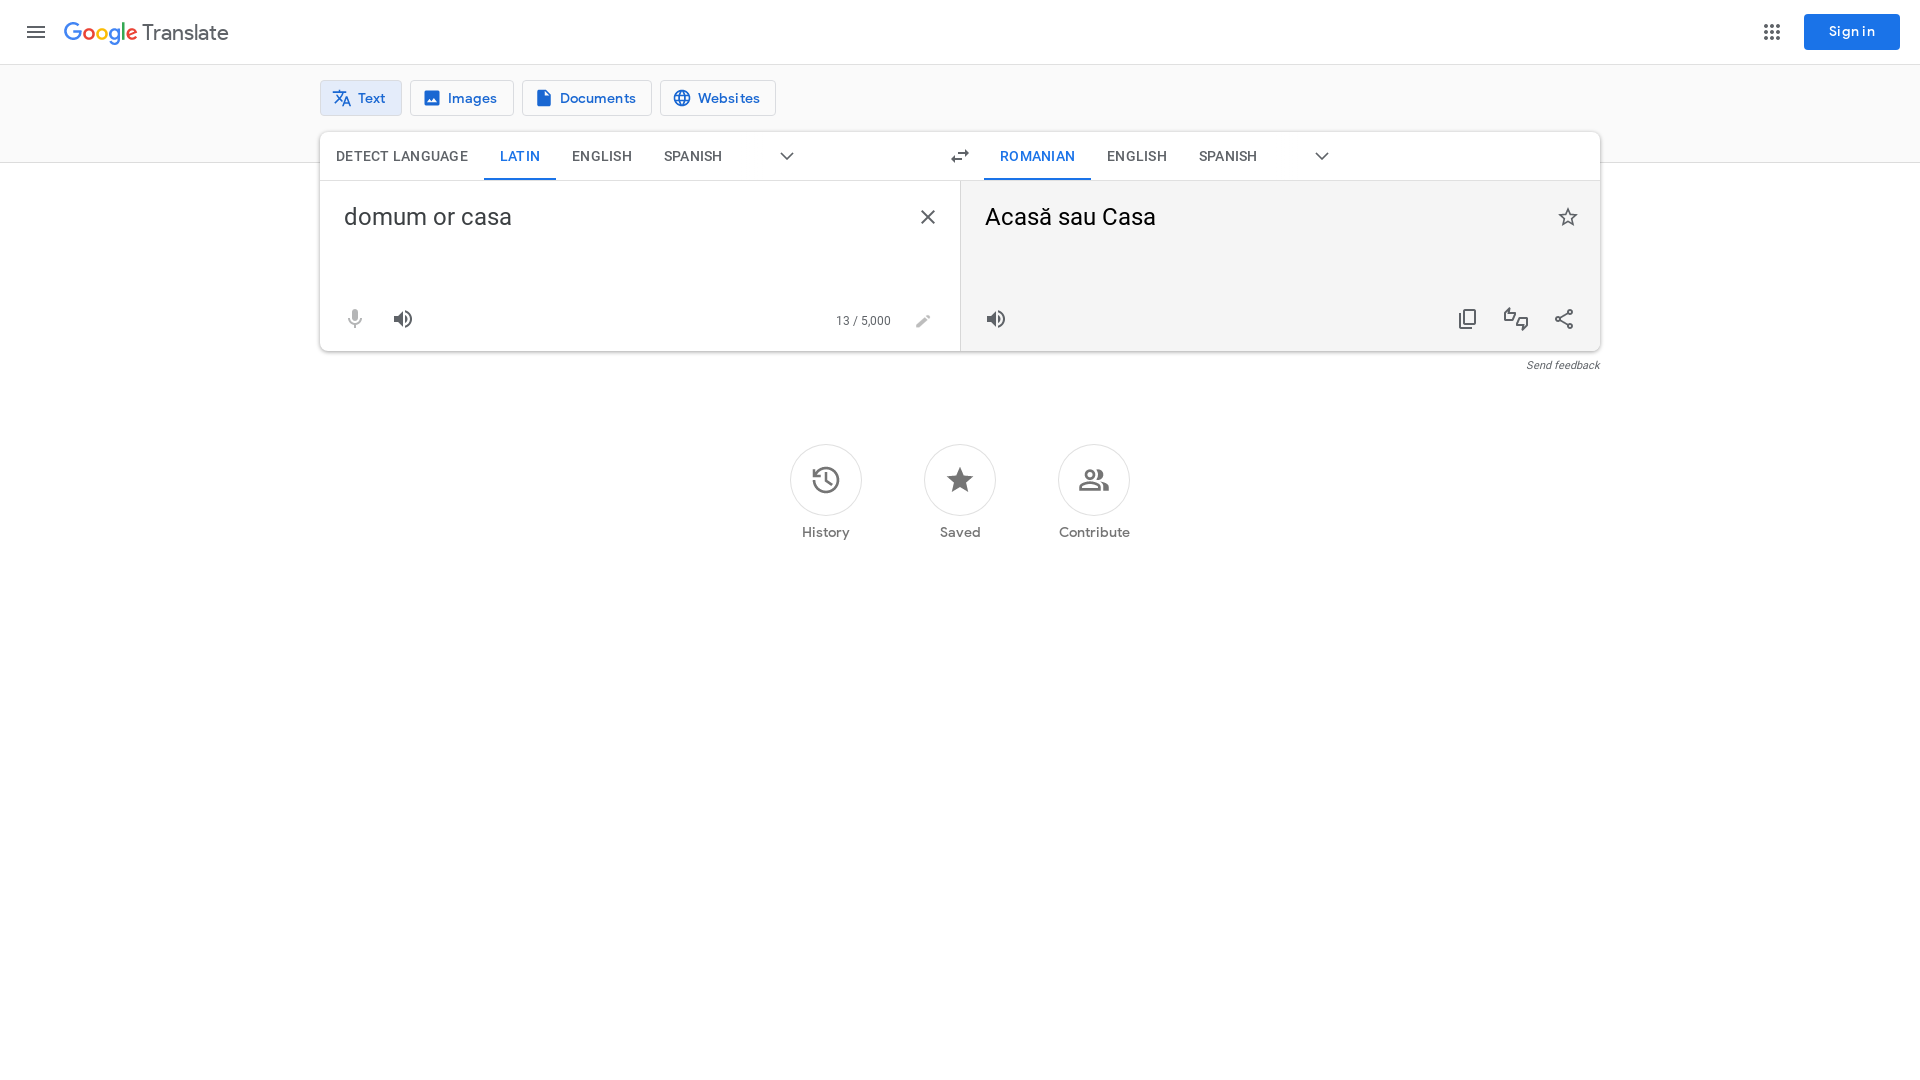 Google Translate
Sign in
Text
Images
Documents
Websites
DETECT LANGUAGE
LATIN
ENGLISH
SPANISH
ROMANIAN
ENGLISH
SPANISH
domum or casa
13 / 5,000
Acasă sau Casa
Send feedback
History
Saved
Contribute